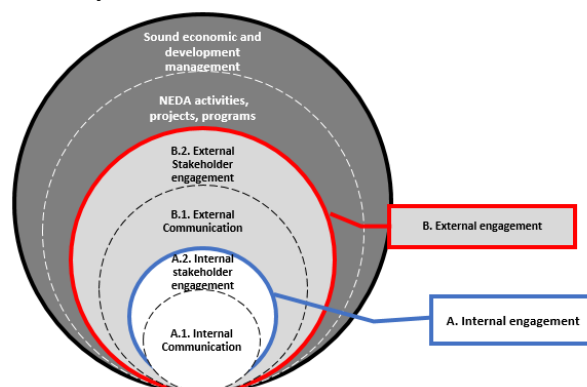 Sound economic and
development
management
NEDA activities,
projects, programs
B.2. External
Stakeholder
engagement
B.1. External
Communication
A.2. Internal
stakeholder
engagement
A.1. Internal
Communication
B. External engagement
A. Internal engagement